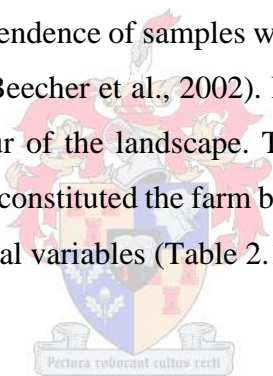 endence of samples w
Beecher et al., 2002).
ur of the landscape. T
constituted the farm b
al variables (Table 2.
Pectora roborant cultus recti